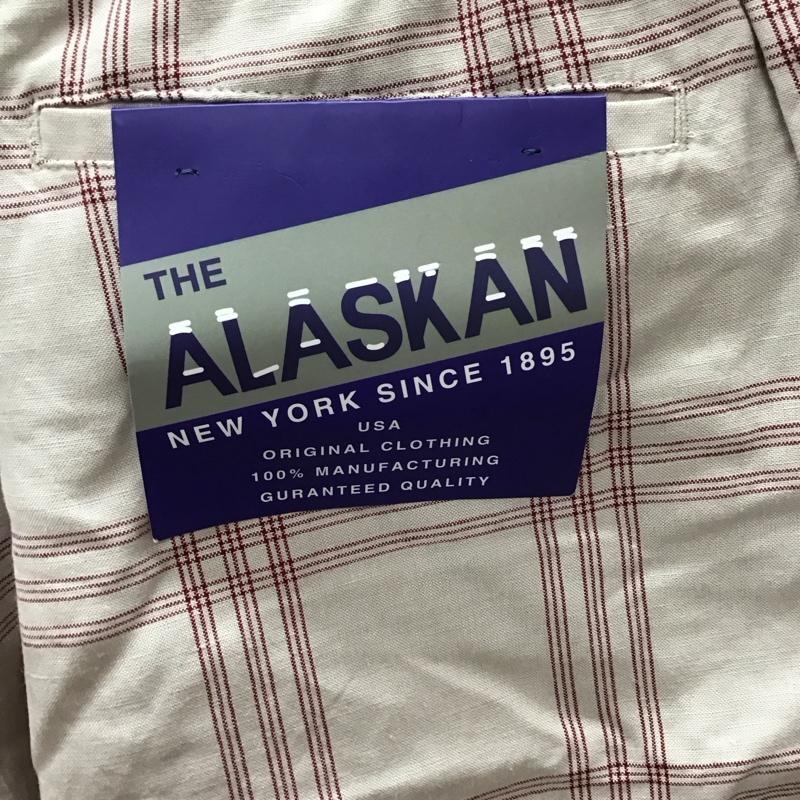 THE
ALASKAN
NEW YORK SINCE 1895
USA
ORIGINAL CLOTHING
100% MANUFACTURING
GURANTEED QUALITY